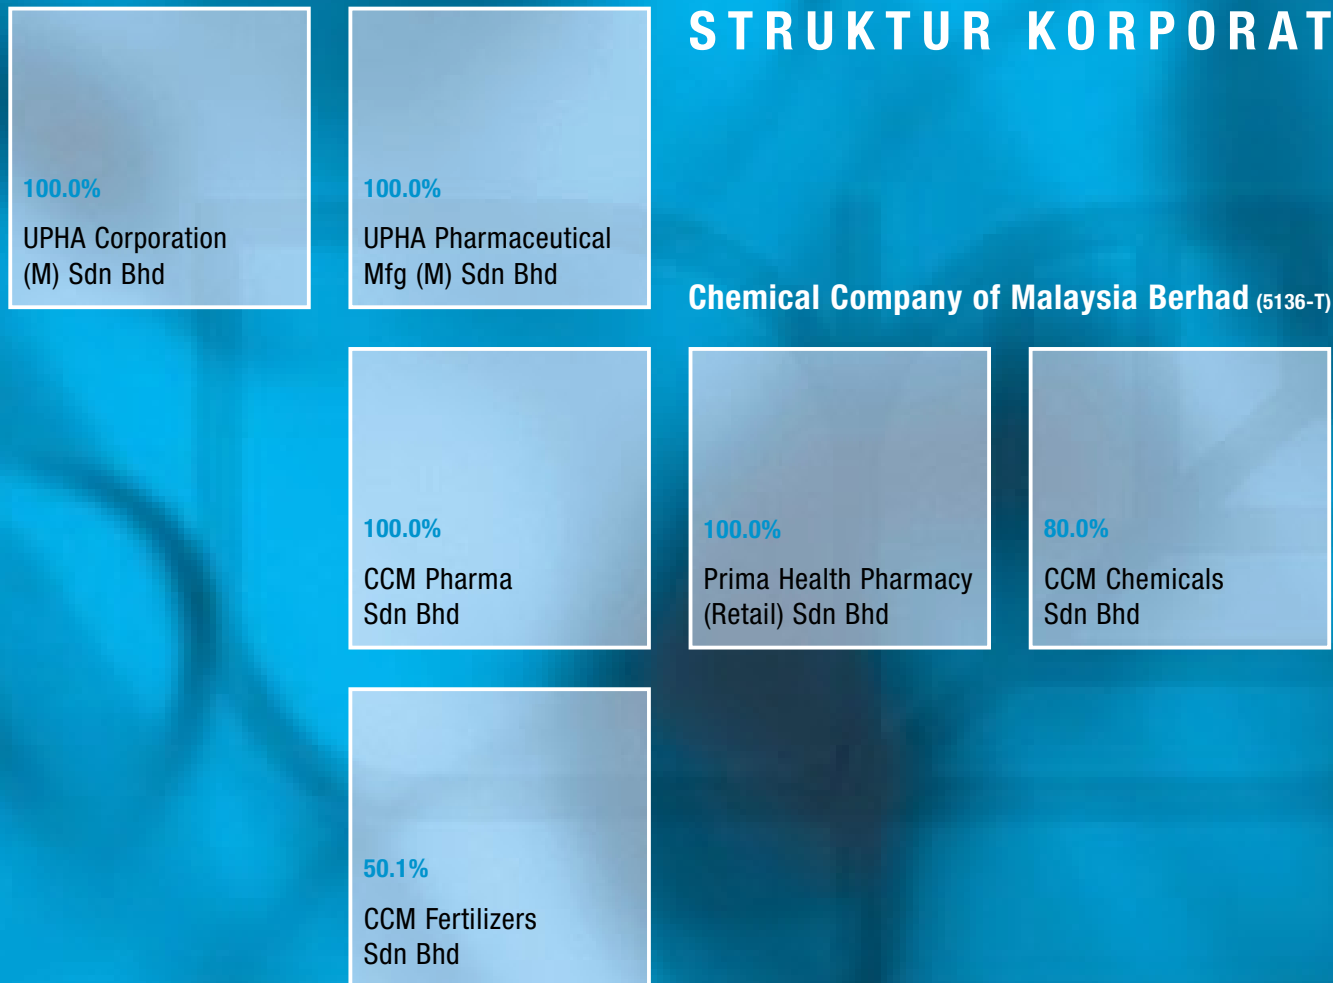 STRUKTUR KORPORAT
100.0%
UPHA Corporation
(M) Sdn Bhd
100.0%
UPHA Pharmaceutical
Mfg (M) Sdn Bhd
Chemical Company of Malaysia Berhad (5136-T)
100.0%
CCM Pharma
Sdn Bhd
100.0%
Prima Health Pharmacy
(Retail) Sdn Bhd
80.0%
CCM Chemicals
Sdn Bhd
50.1%
CCM Fertilizers
Sdn Bhd